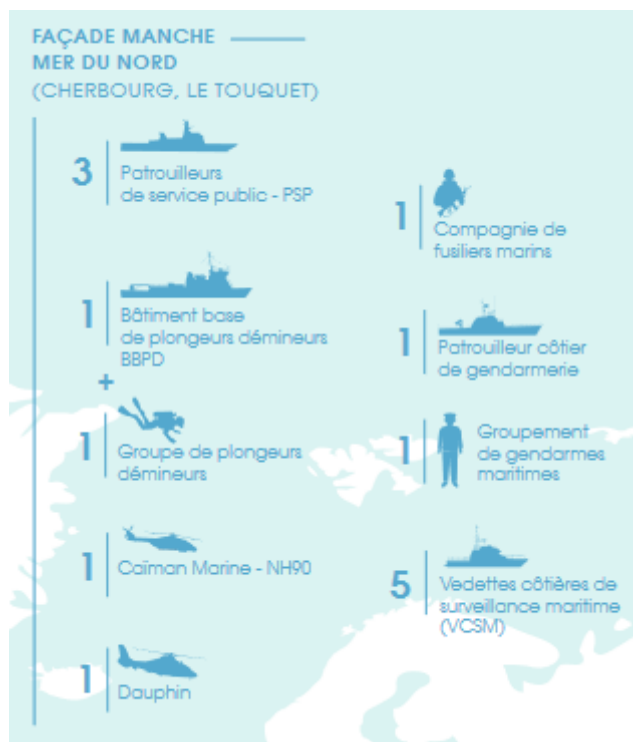 FAÇADE MANCHE
MER DU NORD
(CHERBOURG, LE TOUQUET)
3
Patrouilleurs
de service public - PSP
1
Bâtiment base
de plongeurs démineurs
BBPD
+
1
Groupe de plongeurs
démineurs
1
Caïman Marine - NH90
1
Dauphin
1
Compagnie de
fusiliers marins
1
Patrouilleur côtier
de gendarmerie
1
Groupement
de gendarmes
maritimes
5
Vedettes côtières de
surveillance maritime
(VCSM)